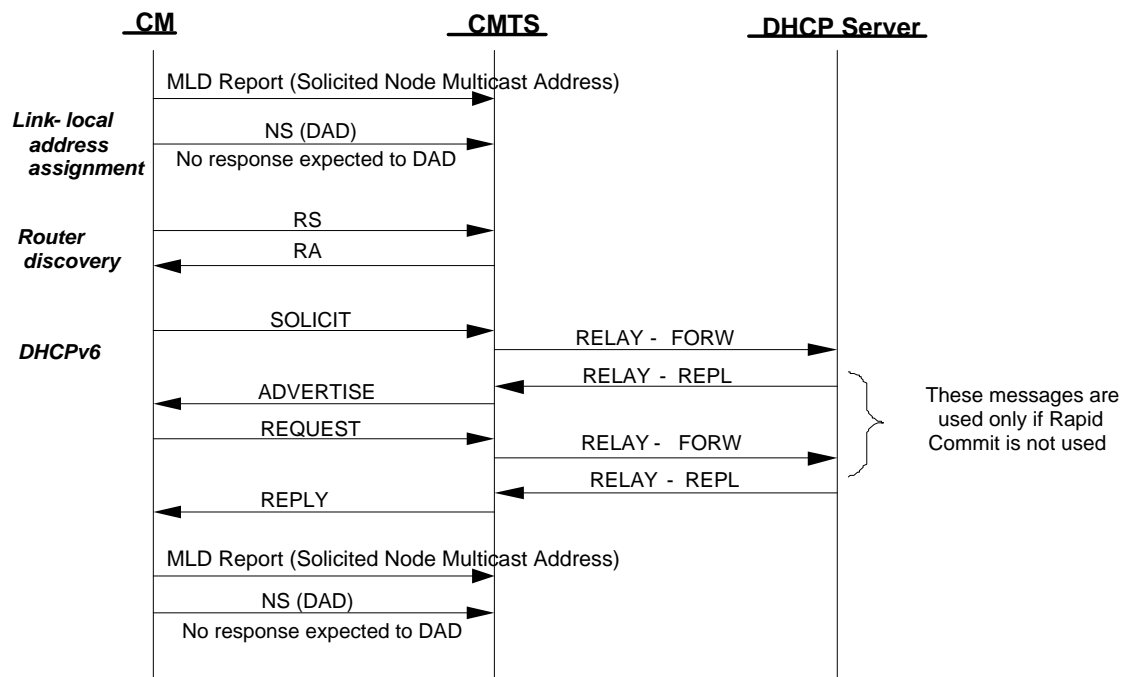 CM
CMTS
DHCP Server
MLD Report (Solicited Node Multicast Address)
Link- local
address
assignment
NS (DAD)
No response expected to DAD
RS
Router
discovery
RA
SOLICIT
DHCPv6
RELAY - FORW
RELAY - REPL
ADVERTISE
These messages are
used only if Rapid
Commit is not used
REQUEST
RELAY - FORW
RELAY - REPL
REPLY
MLD Report (Solicited Node Multicast Address)
NS (DAD)
No response expected to DAD